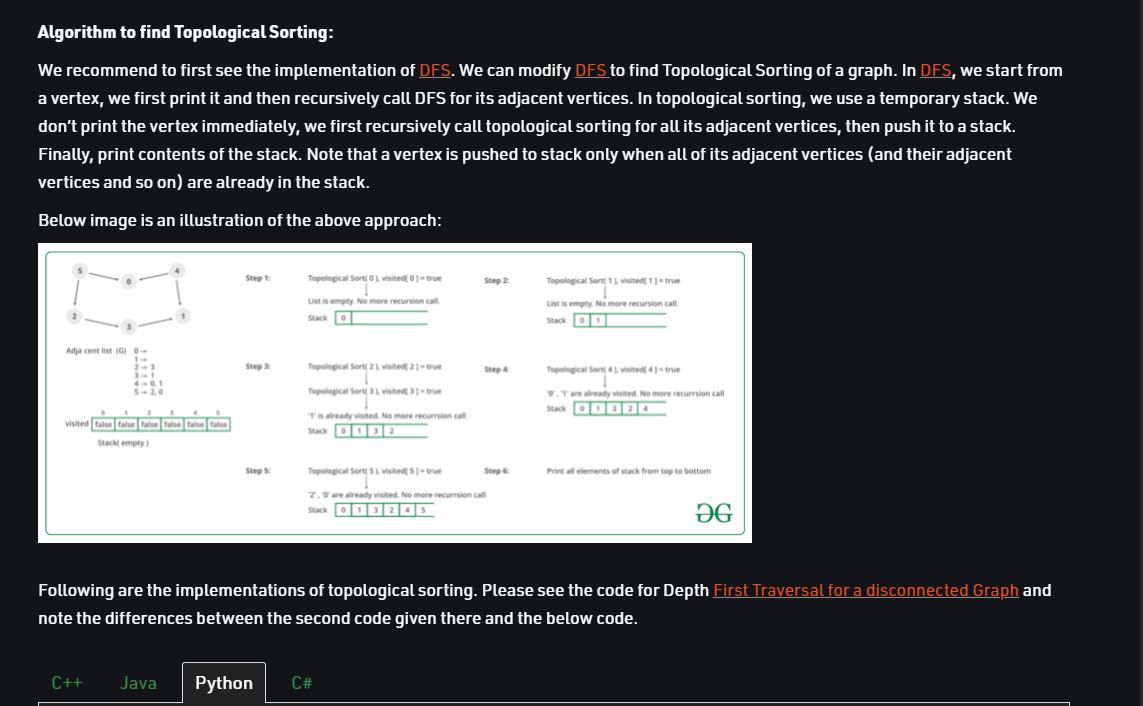 Algorithm to find Topological Sorting:
We recommend to first see the implementation of DFS. We can modify DFS to find Topological Sorting of a graph. In DFS, we start from
a vertex, we first print it and then recursively call DFS for its adjacent vertices. In topological sorting, we use a temporary stack. We
don’t print the vertex immediately, we first recursively call topological sorting for all its adjacent vertices, then push it to a stack.
Finally, print contents of the stack. Note that a vertex is pushed to stack only when all of its adjacent vertices (and their adjacent
vertices and so on) are already in the stack.
Below image is an illustration of the above approach:
5
0
4
2
3
1
Adja cent list (G) 0→
1→
2→3
3→1
4→0, 1
5→2, 0
0 1 2 3 4 5
visited false false false false false false
Stack( empty )
Step 1:
Topological Sort( 0 ), visited[ 0 ] = true
List is empty. No more recursion call.
Stack 0
Step 2:
Topological Sort( 1 ), visited[ 1 ] = true
List is empty. No more recursion call.
Stack 0 1
Step 3:
Topological Sort( 2 ), visited[ 2 ] = true
Topological Sort( 3 ), visited[ 3 ] = true
'1' is already visited. No more recurrsion call
Stack 0 1 3 2
Step 4:
Topological Sort( 4 ), visited[ 4 ] = true
'0' , '1' are already visited. No more recurrsion call
Stack 0 1 3 2 4
Step 5:
Topological Sort( 5 ), visited[ 5 ] = true
'2' , '0' are already visited. No more recurrsion call
Stack 0 1 3 2 4 5
Step 6:
Print all elements of stack from top to bottom
Following are the implementations of topological sorting. Please see the code for Depth First Traversal for a disconnected Graph and
note the differences between the second code given there and the below code.
C++ Java Python C#